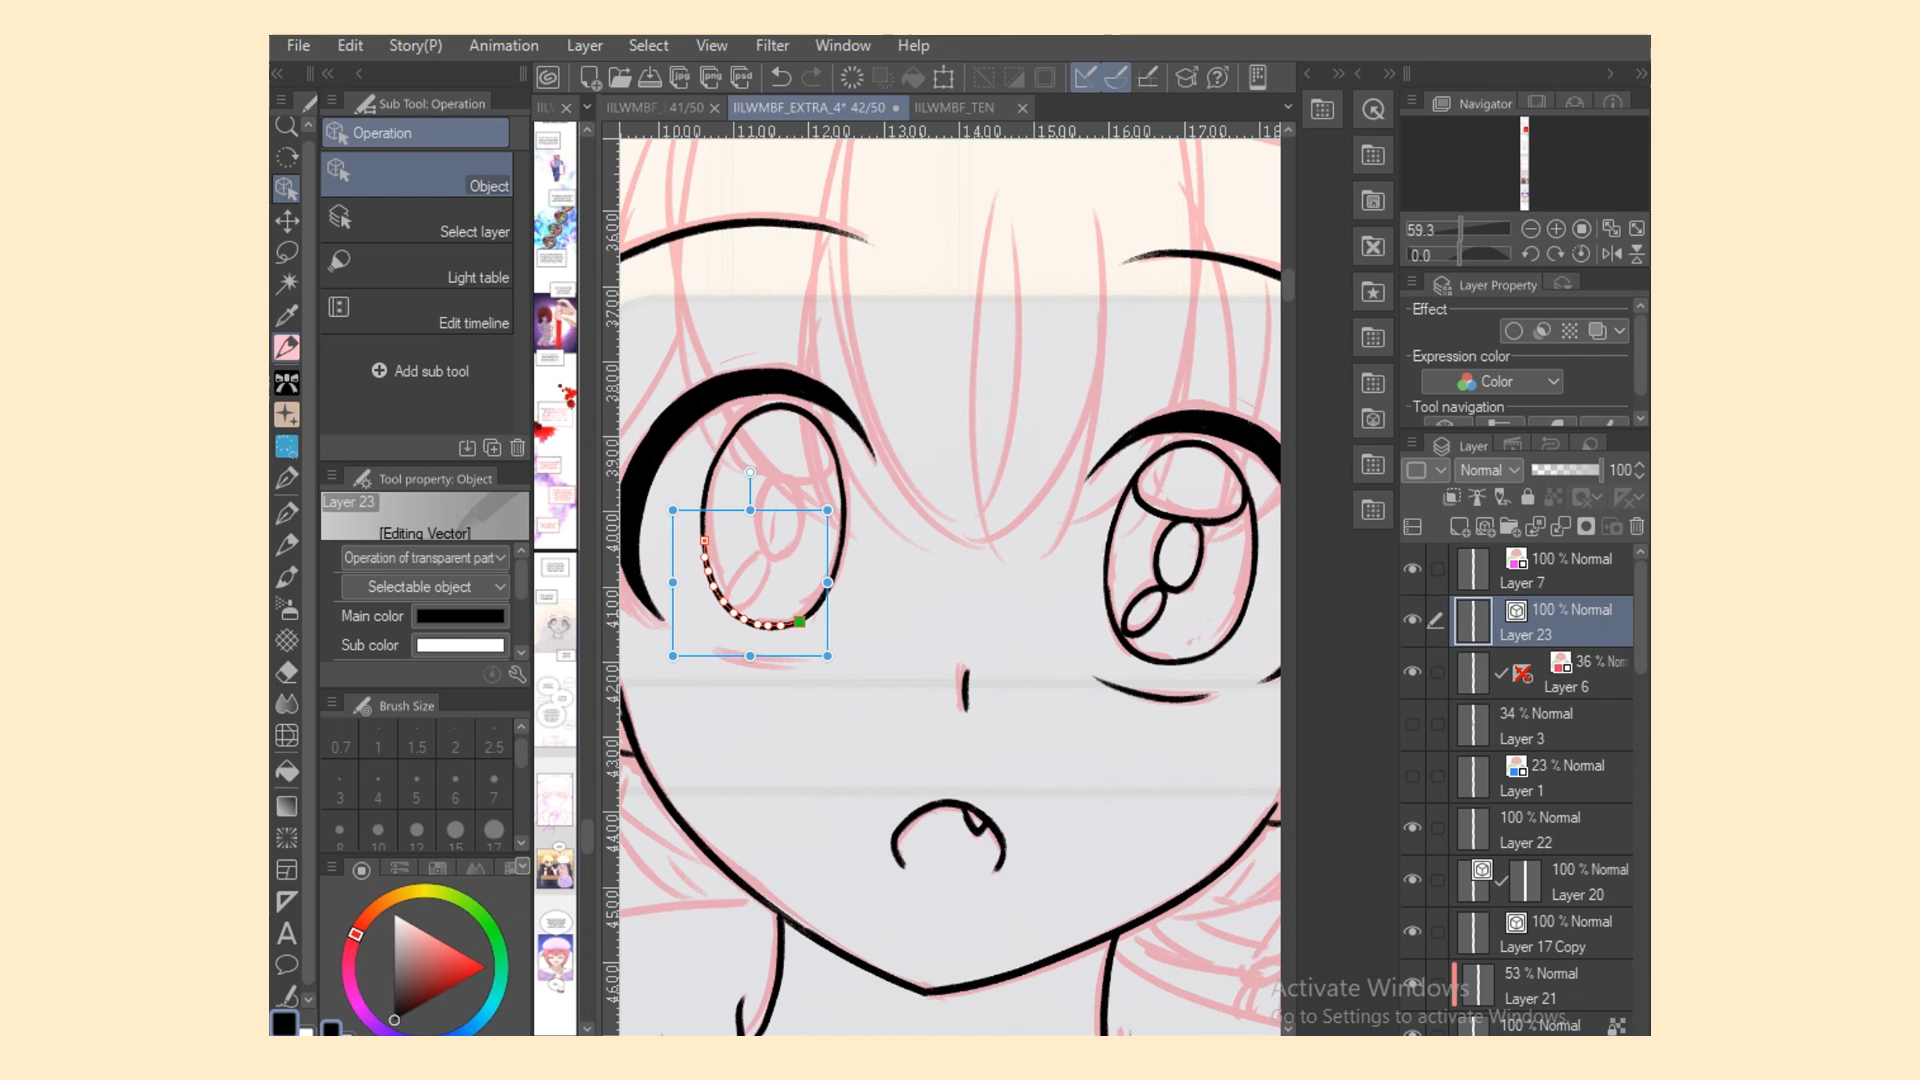 File Edit Story(P) Animation Layer Select View Filter Window Help
Sub Tool: Operation
IILWMBF_ 41/50 IILWMBF_EXTRA_4* 42/50 IILWMBF_TEN
Navigator
Operation
1000 1100 1200 1300 1400 1500 1600 1700
Object
Select layer
Light table
Edit timeline
Add sub tool
Tool property: Object
Layer 23
[Editing Vector]
Operation of transparent part
Selectable object
Main color
Sub color
Brush Size
0.7 1 1.5 2 2.5
3 4 5 6 7
8 10 12 15 17
3600
3700
3800
3900
4000
4100
4200
4300
4400
4500
4600
59.3
0.0
Layer Property
Effect
Expression color
Color
Tool navigation
Layer
Normal 100
100 % Normal
Layer 7
100 % Normal
Layer 23
36 % Nor
Layer 6
34 % Normal
Layer 3
23 % Normal
Layer 1
100 % Normal
Layer 22
100 % Normal
Layer 20
100 % Normal
Layer 17 Copy
53 % Normal
Layer 21
100 % Normal
Activate Windows
Go to Settings to activate Windows.